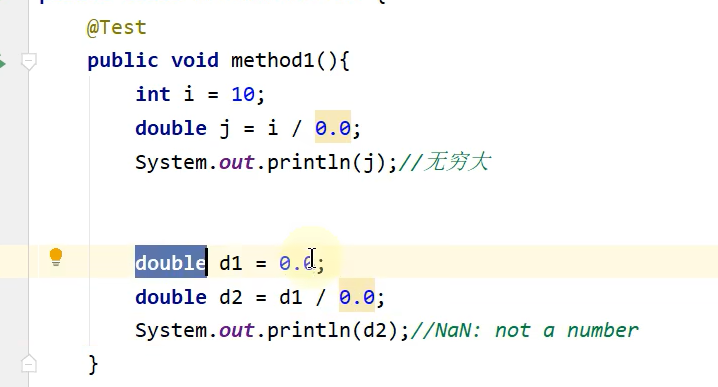 {
@Test
public void method1(){
int i = 10;
double j = i / 0.0;
System.out.println(j);//无穷大
double d1 = 0.0;
double d2 = d1 / 0.0;
System.out.println(d2);//NaN: not a number
}